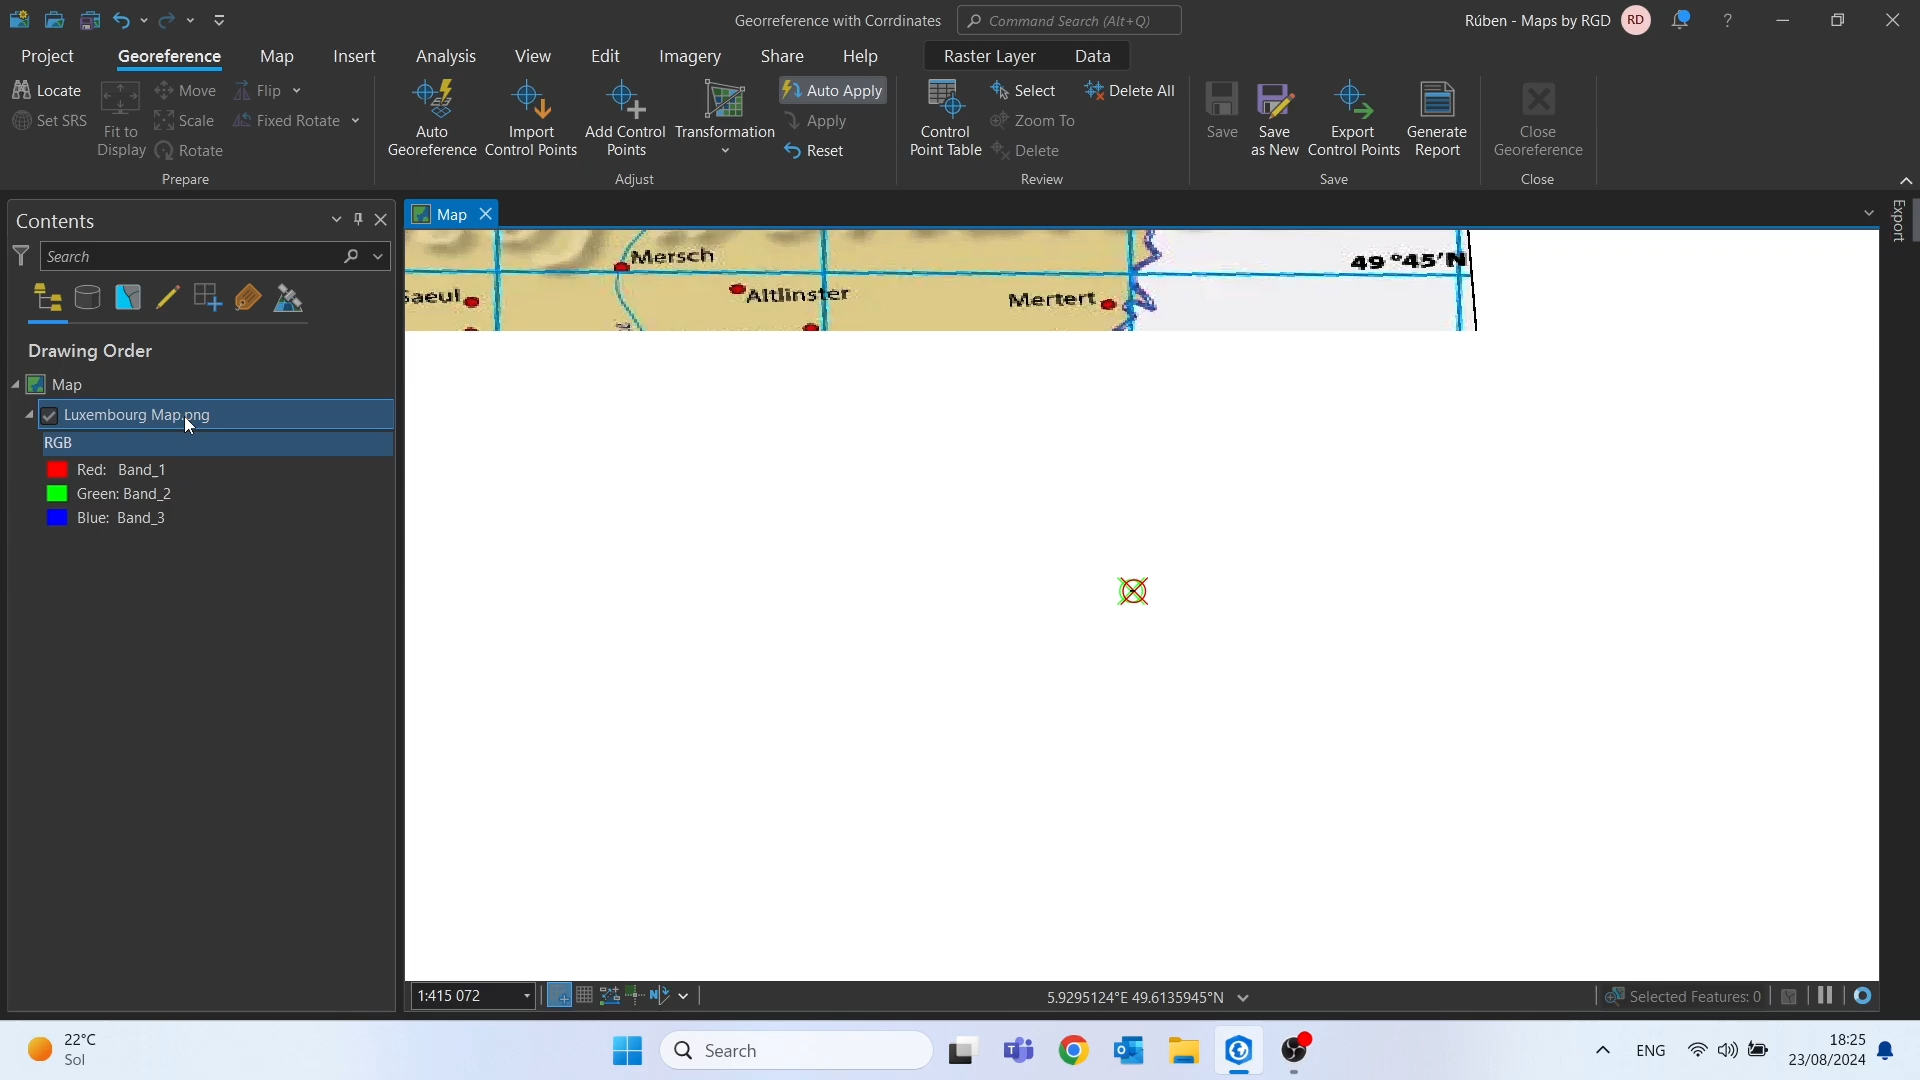 Georreference with Corrdinates
Command Search (Alt+Q)
Rúben - Maps by RGD
RD
?
Project
Georeference
Map
Insert
Analysis
View
Edit
Imagery
Share
Help
Raster Layer
Data
Locate
Set SRS
Fit to
Display
Move
Scale
Rotate
Flip
Fixed Rotate
Prepare
Auto
Georeference
Import
Control Points
Add Control
Points
Transformation
Auto Apply
Apply
Reset
Adjust
Control
Point Table
Select
Zoom To
Delete
Delete All
Review
Save
Save
as New
Export
Control Points
Generate
Report
Save
Close
Georeference
Close
Contents
Search
Drawing Order
Map
Luxembourg Map.png
RGB
Red: Band_1
Green: Band_2
Blue: Band_3
Map
Export
Mersch
49°45'N
Saeul
Altlinster
Mertert
1:415 072
5.9295124°E 49.6135945°N
Selected Features: 0
22°C
Sol
Search
ENG
18:25
23/08/2024